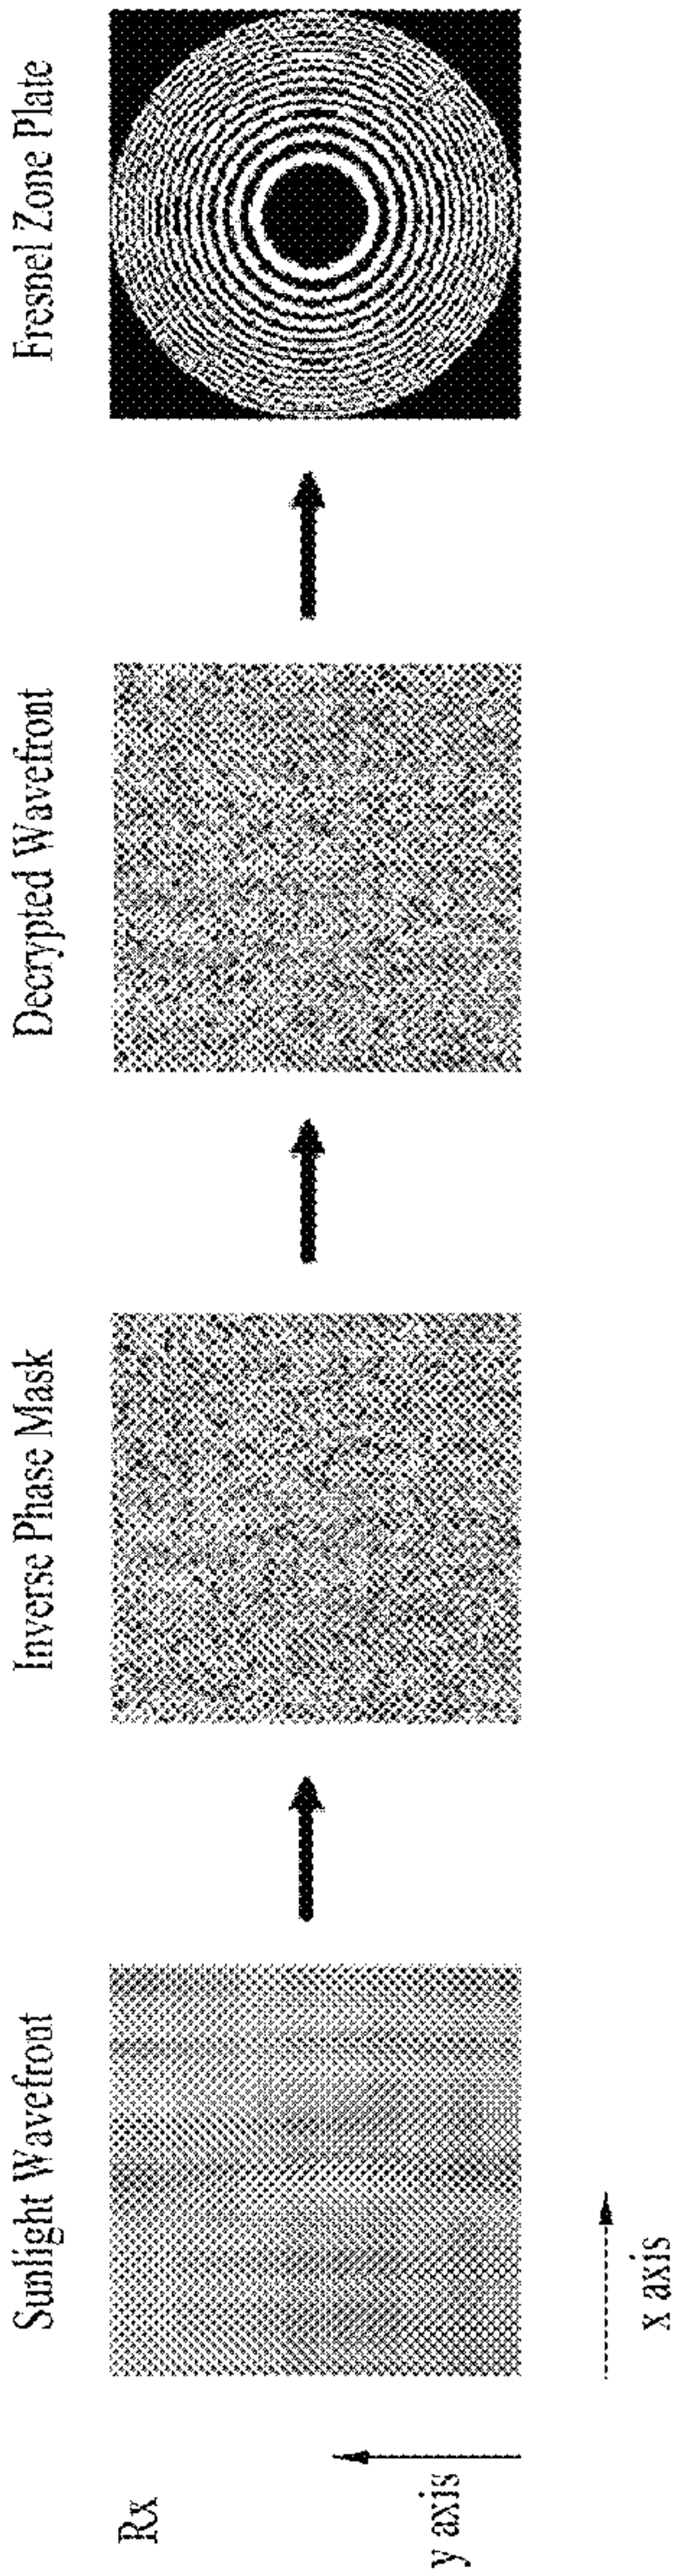 Rx
Sunlight Wavefront
Inverse Phase Mask
Decrypted Wavefront
Fresnel Zone Plate
y axis
x axis